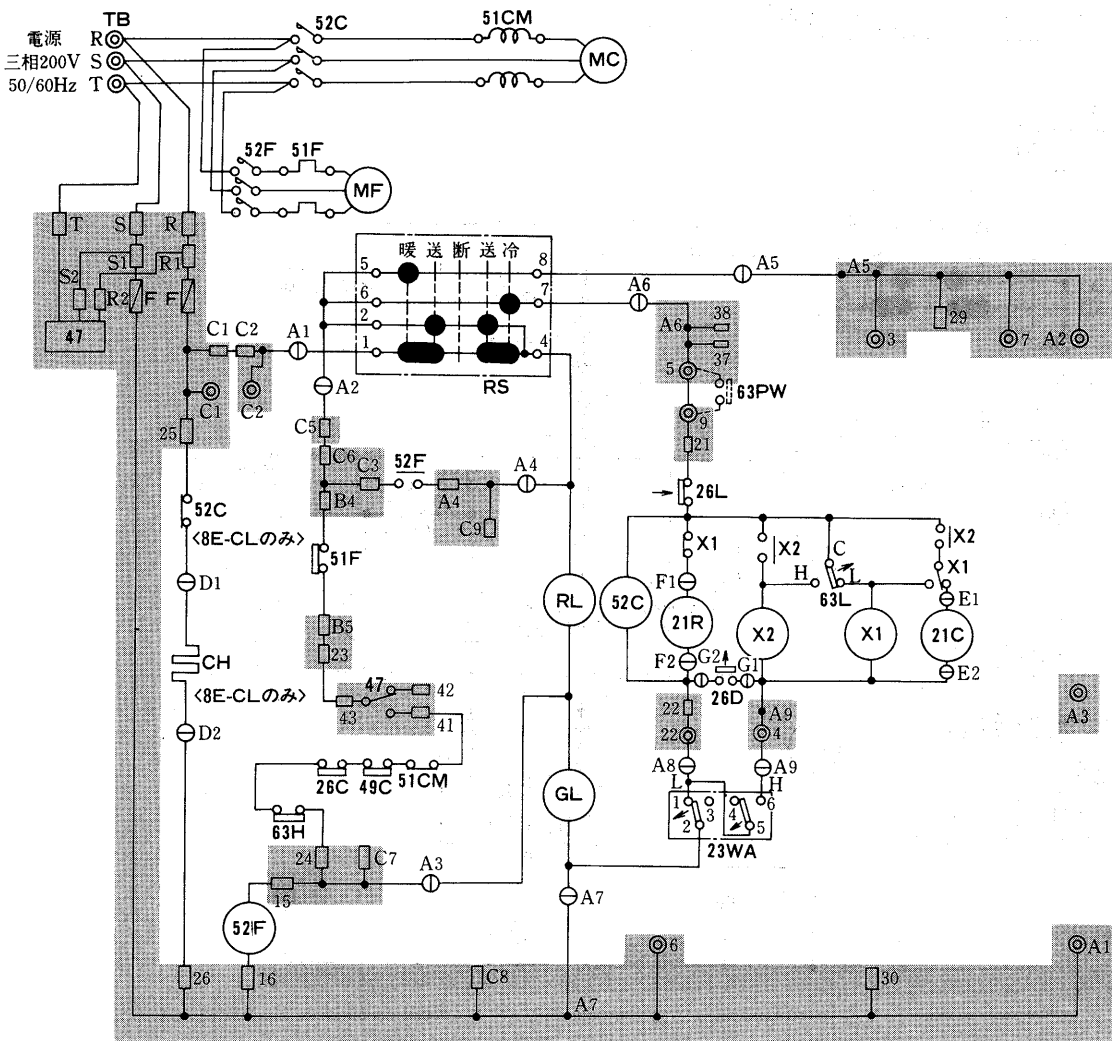 TB
電源 R
三相200V S
50/60Hz T
52C
51CM
MC
52F
51F
MF
T
S
R
S2
S1
R1
R2
F
F
47
暖 送 断 送 冷
5
8
6
7
2
1
4
RS
C1
C2
A1
C1
C2
A2
A6
A5
A5
3
29
7
A2
A6
38
37
5
63PW
9
21
25
C5
C6
C3
52F
A4
A4
B4
C9
26L
52C
<8E-CLのみ>
51F
X1
X2
C
X2
X1
H
L
63L
D1
F1
E1
RL
52C
21R
X2
X1
21C
B5
23
CH
<8E-CLのみ>
F2
G2
G1
E2
26D
47
42
43
41
22
22
A9
4
A3
D2
A8
A9
L
H
26C
49C
51CM
GL
1
2
3
4
5
6
23WA
63H
24
C7
A3
15
A7
52F
6
A1
26
16
C8
A7
30